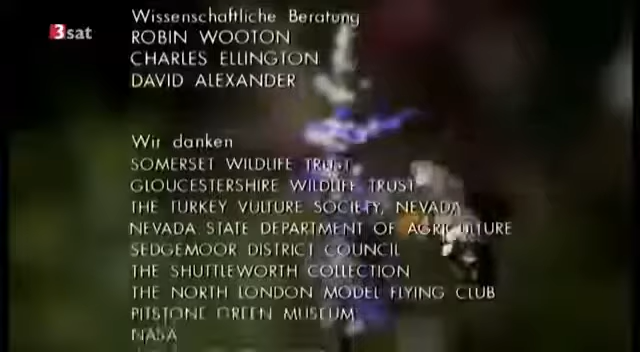 3sat
Wissenschaftliche Beratung
ROBIN WOOTON
CHARLES ELLINGTON
DAVID ALEXANDER
Wir danken
SOMERSET WILDLIFE TRUST
GLOUCESTERSHIRE WILDLIFE TRUST
THE TURKEY VULTURE SOCIETY, NEVADA
NEVADA STATE DEPARTMENT OF AGRICULTURE
SEDGEMOOR DISTRICT COUNCIL
THE SHUTTLEWORTH COLLECTION
THE NORTH LONDON MODEL FLYING CLUB
PITSTONE GREEN MUSEUM
NASA